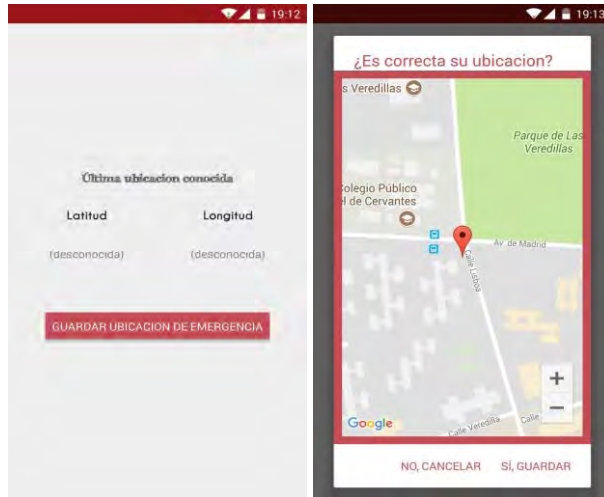 19:12
Última ubicacion conocida
Latitud Longitud
(desconocida) (desconocida)
GUARDAR UBICACION DE EMERGENCIA
19:13
¿Es correcta su ubicacion?
s Veredillas
Parque de Las
Veredillas
Colegio Público
el de Cervantes
Av. de Madrid
Calle Lisboa
+
−
Google
Calle Veredilla
Calle
NO, CANCELAR SÍ, GUARDAR